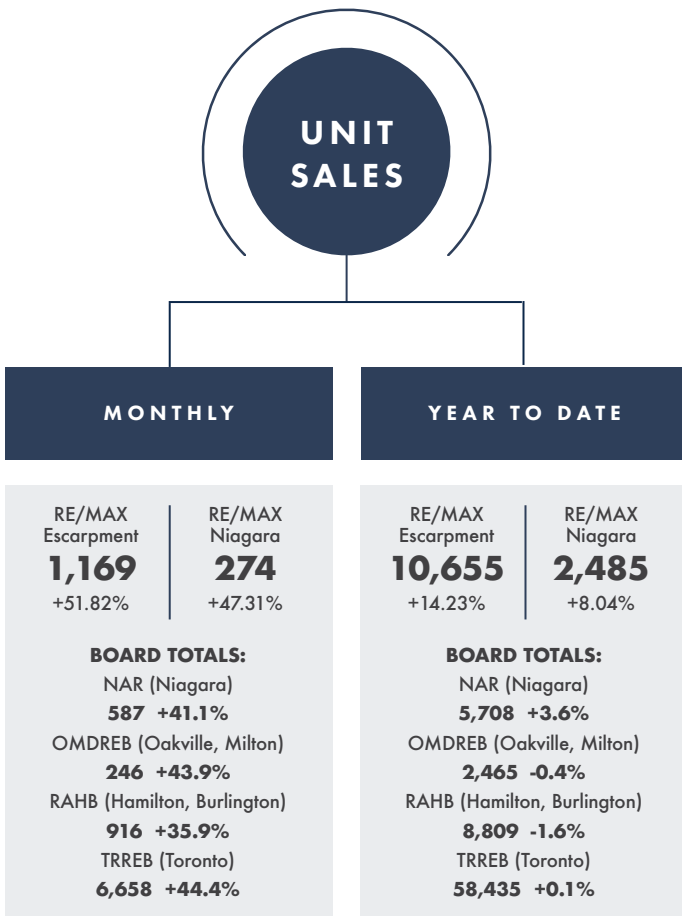 UNIT
SALES
MONTHLY
RE/MAX
Escarpment
1,169
+51.82%
RE/MAX
Niagara
274
+47.31%
BOARD TOTALS:
NAR (Niagara)
587 +41.1%
OMDREB (Oakville, Milton)
246 +43.9%
RAHB (Hamilton, Burlington)
916 +35.9%
TRREB (Toronto)
6,658 +44.4%
YEAR TO DATE
RE/MAX
Escarpment
10,655
+14.23%
RE/MAX
Niagara
2,485
+8.04%
BOARD TOTALS:
NAR (Niagara)
5,708 +3.6%
OMDREB (Oakville, Milton)
2,465 -0.4%
RAHB (Hamilton, Burlington)
8,809 -1.6%
TRREB (Toronto)
58,435 +0.1%